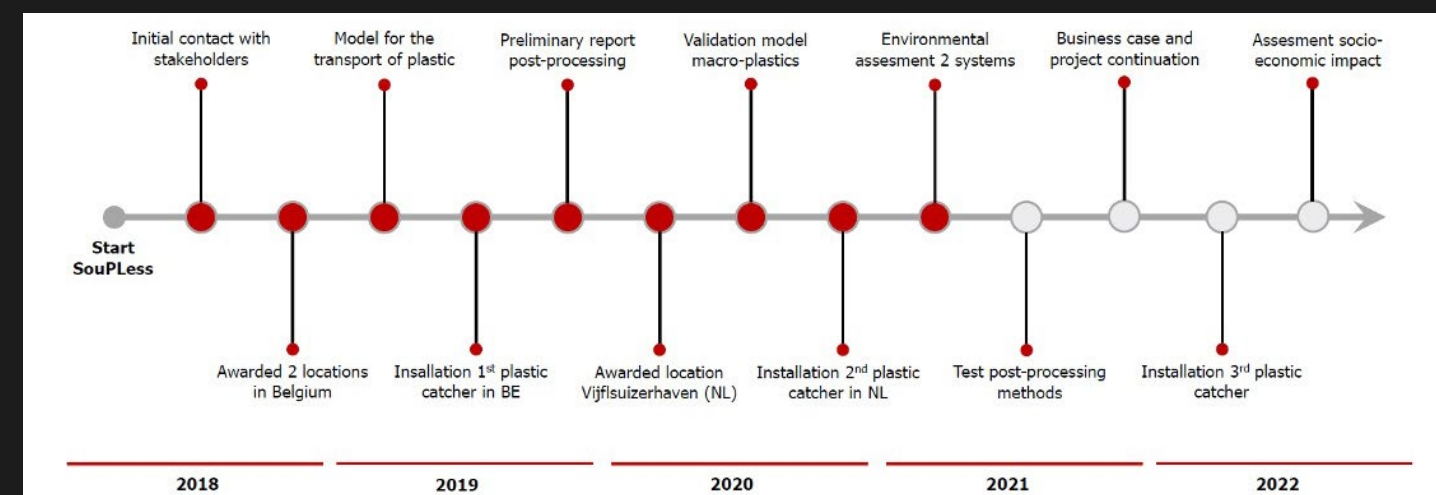 Initial contact with
stakeholders
Model for the
transport of plastic
Preliminary report
post-processing
Validation model
macro-plastics
Environmental
assesment 2 systems
Business case and
project continuation
Assesment socio-
economic impact
Start
SouPLess
Awarded 2 locations
in Belgium
Insallation 1st plastic
catcher in BE
Awarded location
Vijflsuizerhaven (NL)
Installation 2nd plastic
catcher in NL
Test post-processing
methods
Installation 3rd plastic
catcher
2018
2019
2020
2021
2022